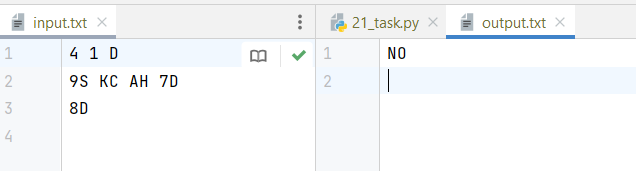 input.txt
21_task.py
output.txt
1 4 1 D
2 9S KC AH 7D
3 8D
4
1 NO
2